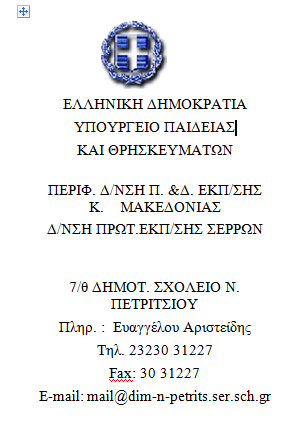 ΕΛΛΗΝΙΚΗ ΔΗΜΟΚΡΑΤΙΑ
ΥΠΟΥΡΓΕΙΟ ΠΑΙΔΕΙΑΣ
ΚΑΙ ΘΡΗΣΚΕΥΜΑΤΩΝ
ΠΕΡΙΦ. Δ/ΝΣΗ Π. &Δ. ΕΚΠ/ΣΗΣ
Κ. ΜΑΚΕΔΟΝΙΑΣ
Δ/ΝΣΗ ΠΡΩΤ.ΕΚΠ/ΣΗΣ ΣΕΡΡΩΝ
7/θ ΔΗΜΟΤ. ΣΧΟΛΕΙΟ Ν.
ΠΕΤΡΙΤΣΙΟΥ
Πληρ. : Ευαγγέλου Αριστείδης
Τηλ. 23230 31227
Fax: 30 31227
E-mail: mail@dim-n-petrits.ser.sch.gr